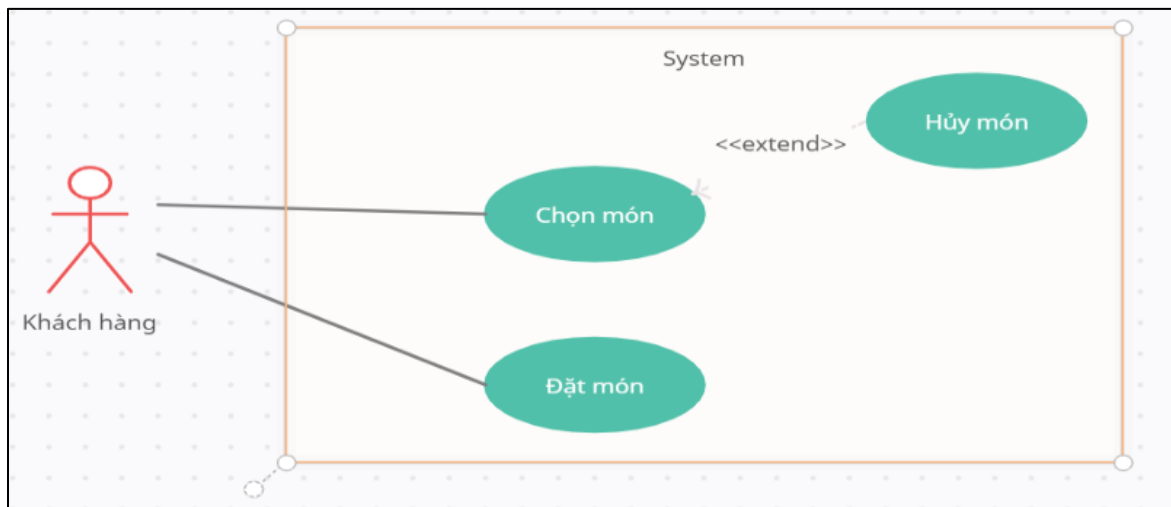 System
Hủy món
<<extend>>
Chọn món
Khách hàng
Đặt món